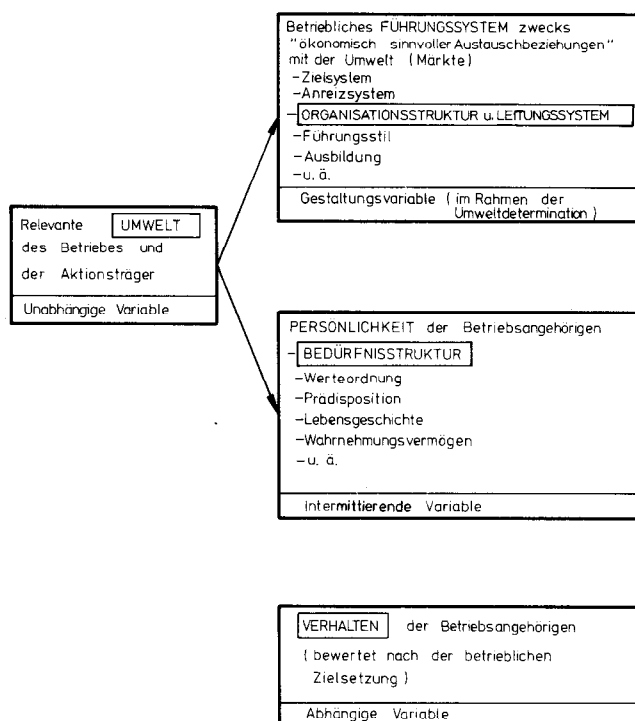 Betriebliches FÜHRUNGSSYSTEM zwecks
"ökonomisch sinnvoller Austauschbeziehungen"
mit der Umwelt (Märkte)
-Zielsystem
-Anreizsystem
-ORGANISATIONSSTRUKTUR u. LEITUNGSSYSTEM
-Führungsstil
-Ausbildung
-u. ä.
Gestaltungsvariable (im Rahmen der
Umweltdetermination)
Relevante UMWELT
des Betriebes und
der Aktionsträger
Unabhängige Variable
PERSONLICHKEIT der Betriebsangehörigen
-BEDÜRFNISSTRUKTUR
-Werteordnung
-Prädisposition
-Lebensgeschichte
-Wahrnehmungsvermögen
-u. ä.
Intermittierende Variable
VERHALTEN der Betriebsangehörigen
(bewertet nach der betrieblichen
Zielsetzung)
Abhängige Variable